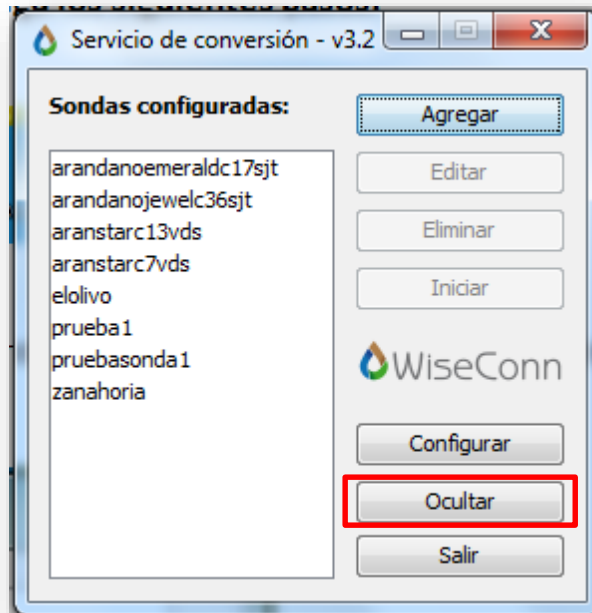 Servicio de conversión - v3.2
Sondas configuradas:
arandanoemeraldc17sjt
arandanojewelc36sjt
aranstarc13vds
aranstarc7vds
elolivo
prueba1
pruebasonda1
zanahoria
Agregar
Editar
Eliminar
Iniciar
WiseConn
Configurar
Ocultar
Salir